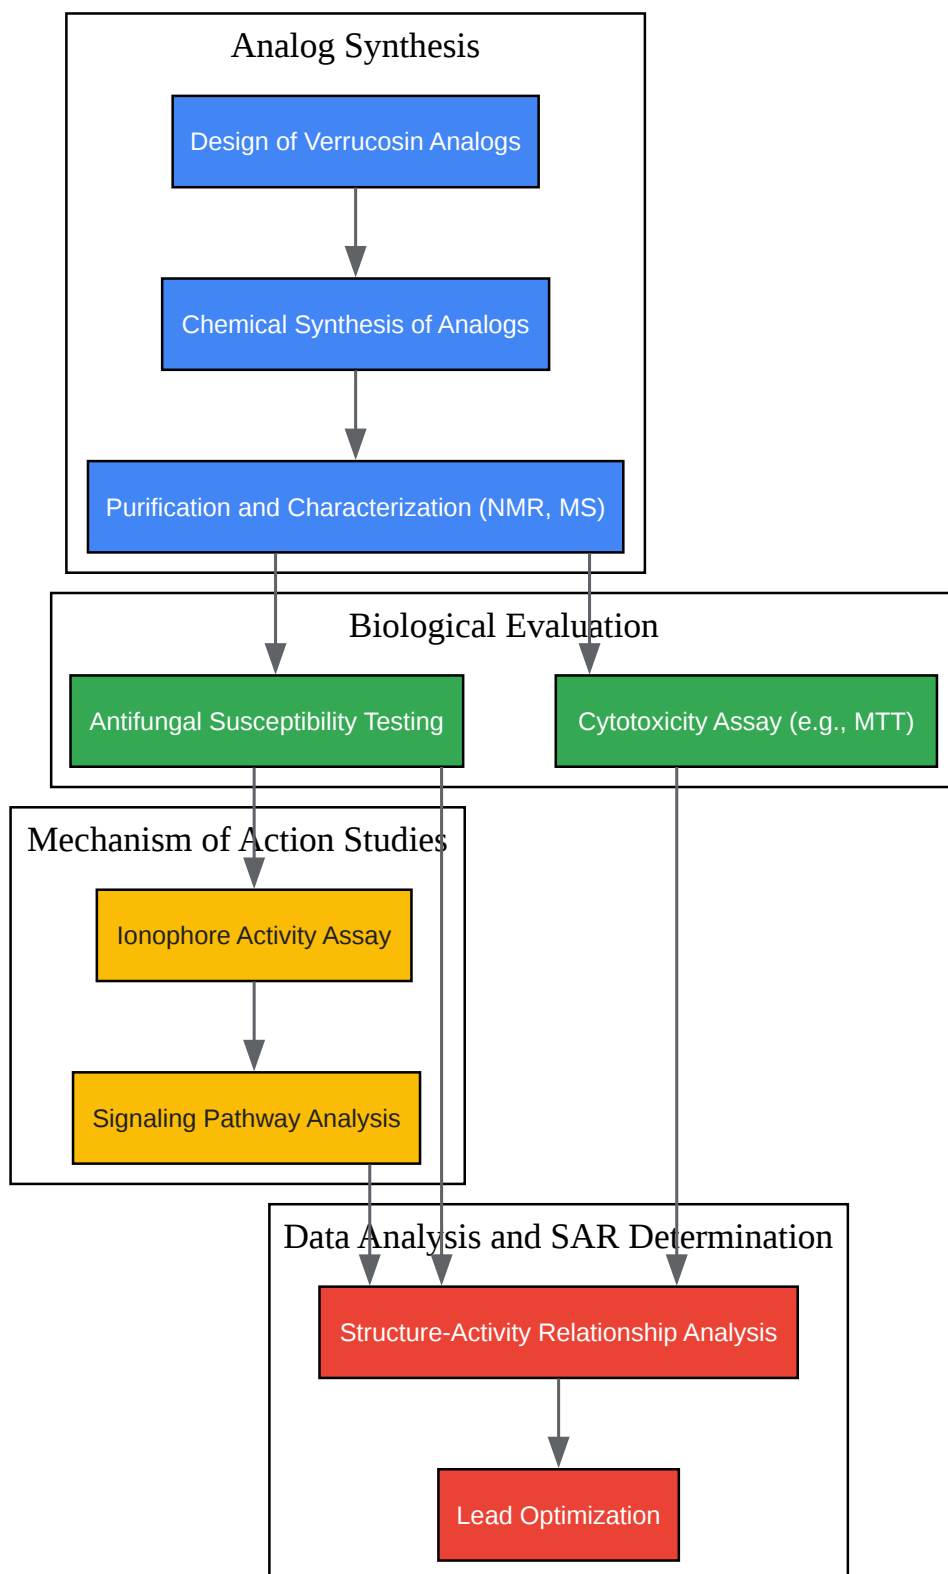 Analog Synthesis
Design of Verrucosin Analogs
Chemical Synthesis of Analogs
Purification and Characterization (NMR, MS)
Biological Evaluation
Antifungal Susceptibility Testing
Cytotoxicity Assay (e.g., MTT)
Mechanism of Action Studies
Ionophore Activity Assay
Signaling Pathway Analysis
Data Analysis and SAR Determination
Structure-Activity Relationship Analysis
Lead Optimization